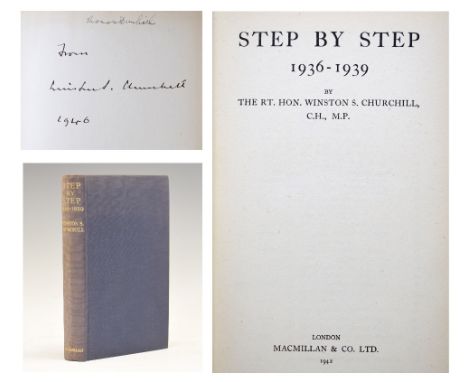 From
Winston S. Churchill
1946
STEP BY STEP
1936-1939
BY
THE RT. HON. WINSTON S. CHURCHILL,
C.H., M.P.
LONDON
MACMILLAN & CO. LTD.
1942
STEP
BY
STEP
1936-1939
WINSTON S.
CHURCHILL